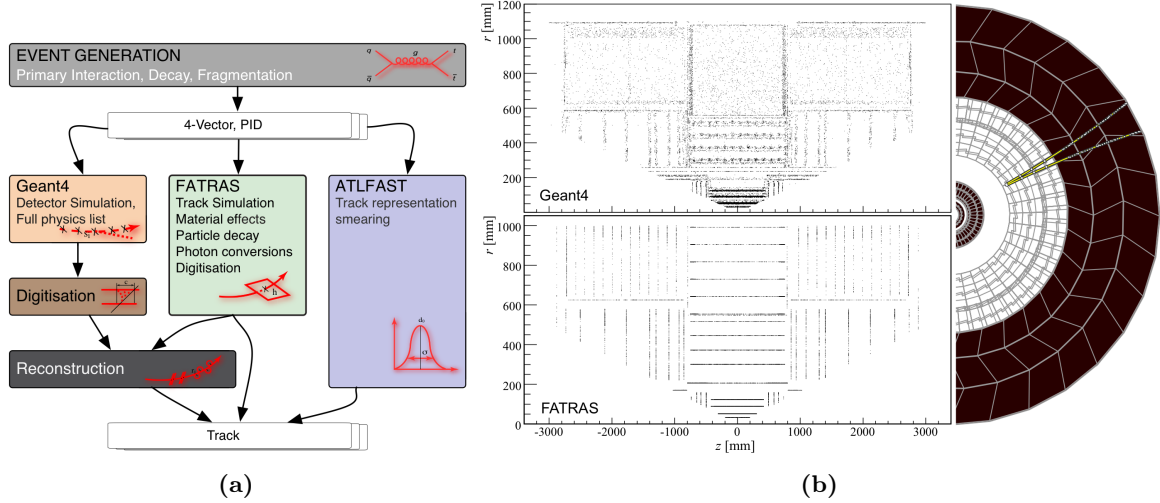 EVENT GENERATION
Primary Interaction, Decay, Fragmentation
q
g
t
q̅
t̅
4-Vector, PID
Geant4
Detector Simulation,
Full physics list
FATRAS
Track Simulation
Material effects
Particle decay
Photon conversions
Digitisation
h
ATLFAST
Track representation
smearing
d₀
σ
Digitisation
Reconstruction
Track
(a)
r [mm]
1200
1000
800
600
400
200
Geant4
r [mm]
1000
800
600
400
200
0
FATRAS
-3000 -2000 -1000 0 1000 2000 3000
z [mm]
(b)